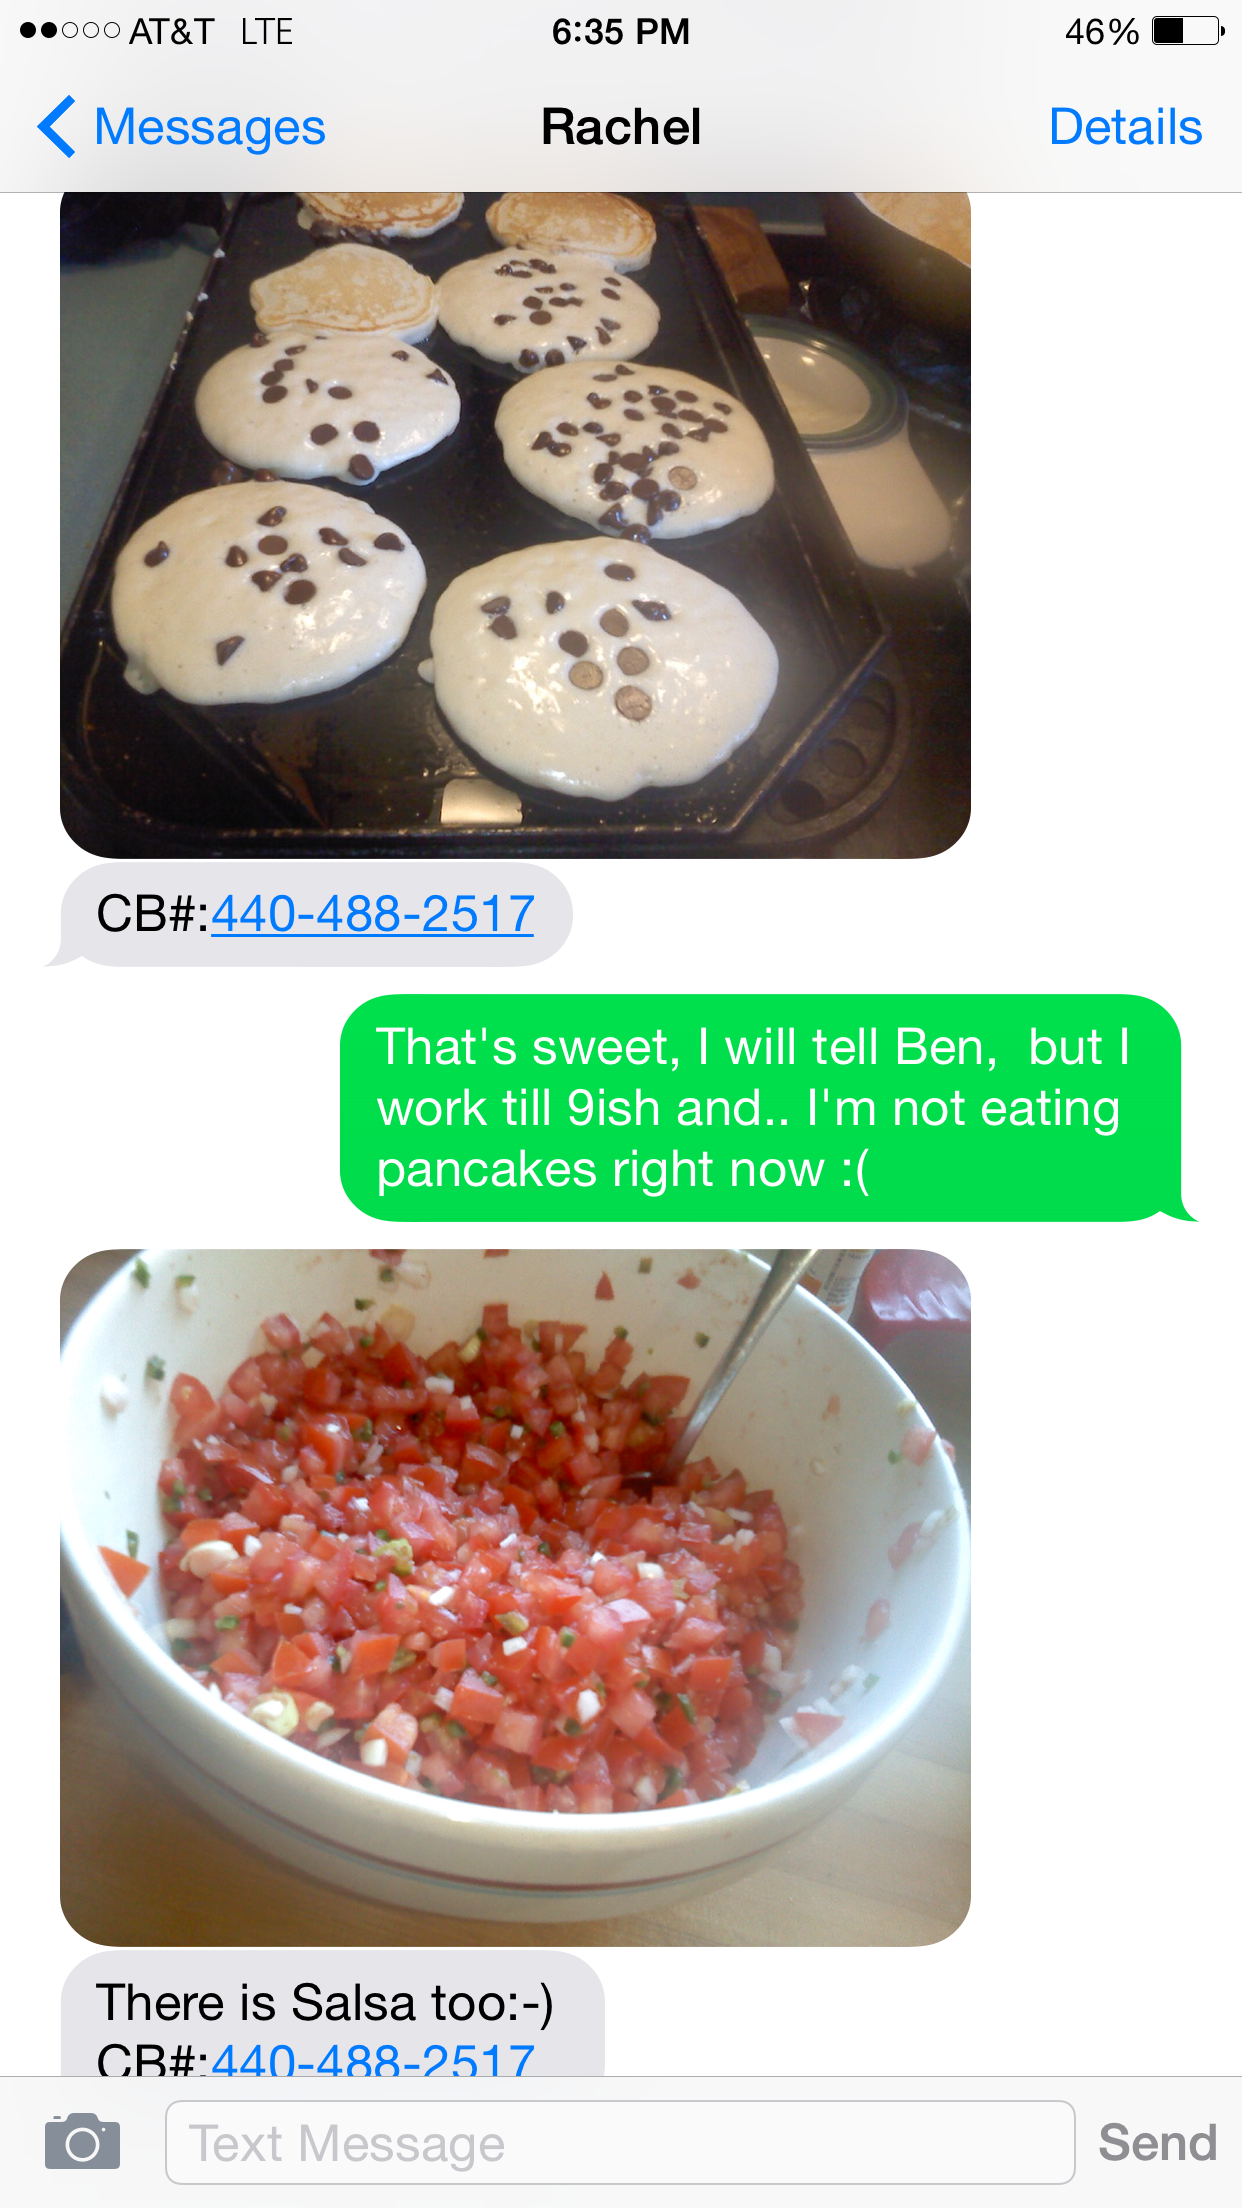 AT&T LTE 6:35 PM 46%
Messages Rachel Details
CB#:440-488-2517
That's sweet, I will tell Ben,  but I
work till 9ish and.. I'm not eating
pancakes right now :(
There is Salsa too:-)
CB#:440-488-2517
Text Message Send